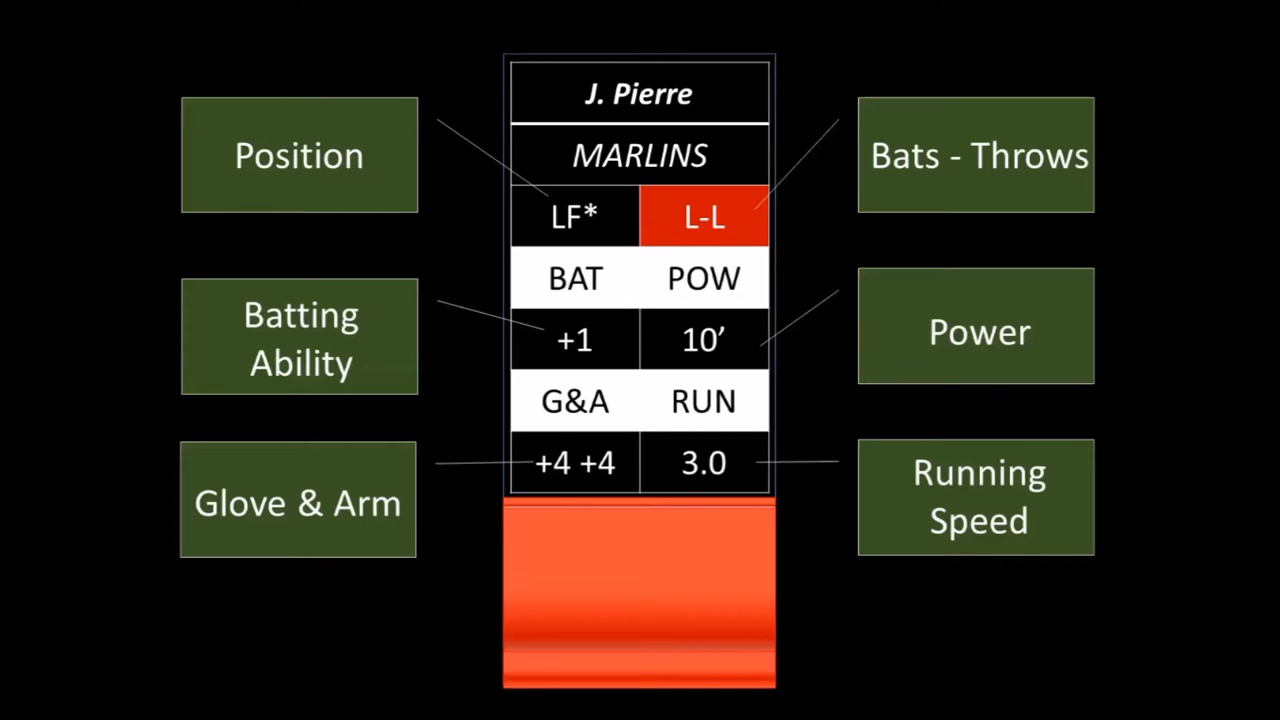 J. Pierre
MARLINS
LF* L-L
BAT POW
+1 10’
G&A RUN
+4 +4 3.0
Position
Batting
Ability
Glove & Arm
Bats - Throws
Power
Running
Speed